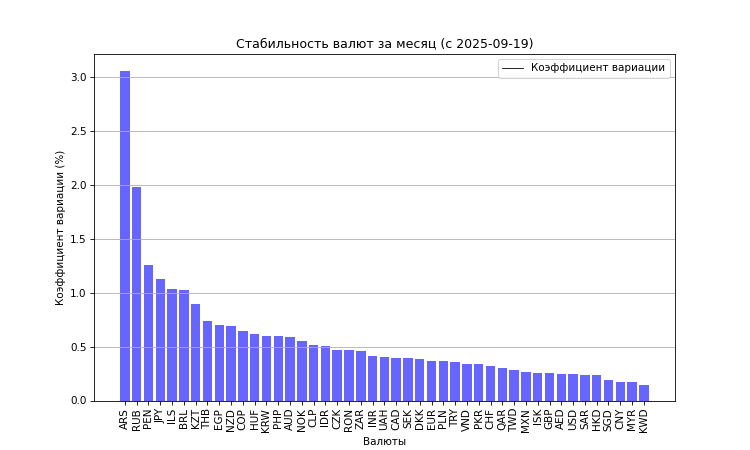 Стабильность валют за месяц (с 2025-09-19)
Коэффициент вариации
Коэффициент вариации (%)
3.0
2.5
2.0
1.5
1.0
0.5
0.0
ARS RUB PEN JPY ILS BRL KZT THB EGP NZD COP HUF KRW PHP AUD NOK CLP IDR CZK RON ZAR INR UAH CAD SEK DKK EUR PLN TRY VND PKR CHF QAR TWD MXN ISK GBP AED USD SAR HKD SGD CNY MYR KWD
Валюты